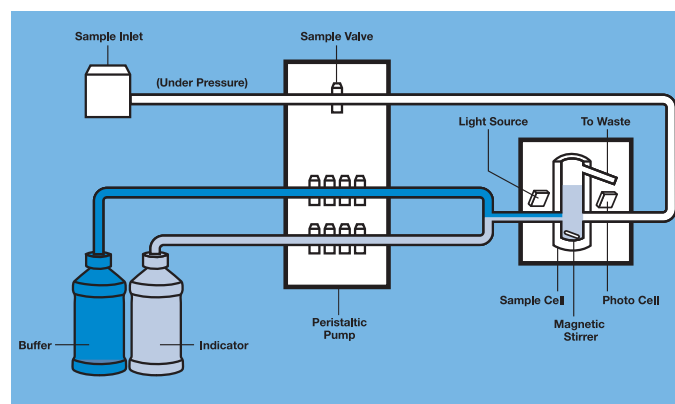 Sample Inlet
Sample Valve
(Under Pressure)
Light Source
To Waste
Sample Cell
Photo Cell
Magnetic
Stirrer
Peristaltic
Pump
Buffer
Indicator